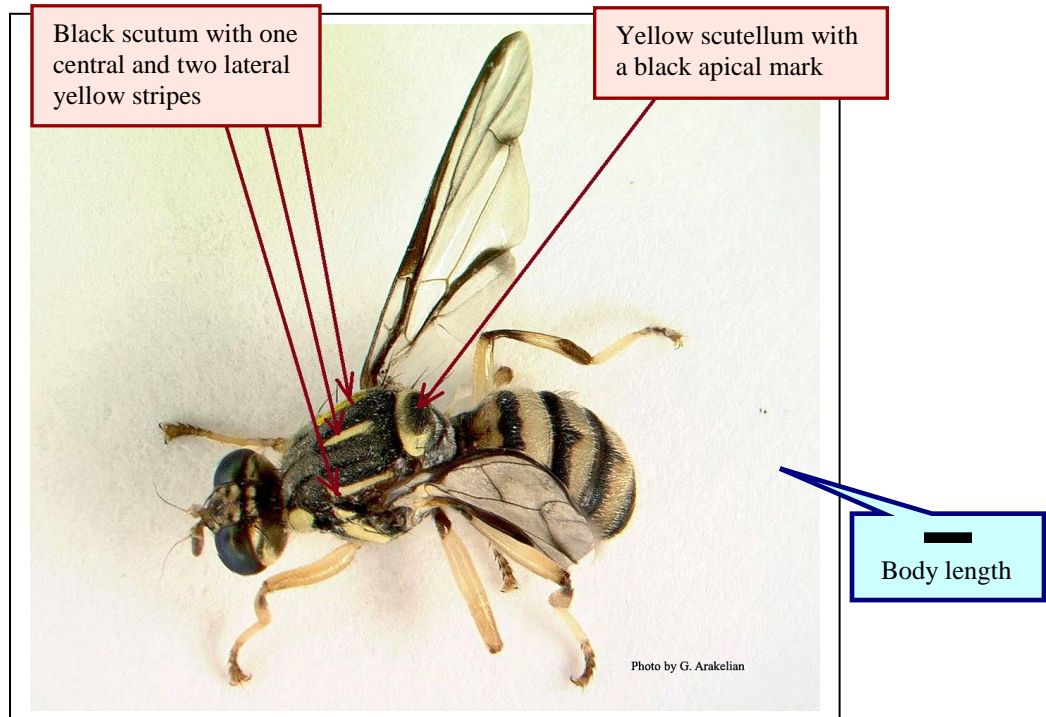 Black scutum with one
central and two lateral
yellow stripes
Yellow scutellum with
a black apical mark
Body length
Photo by G. Arakelian